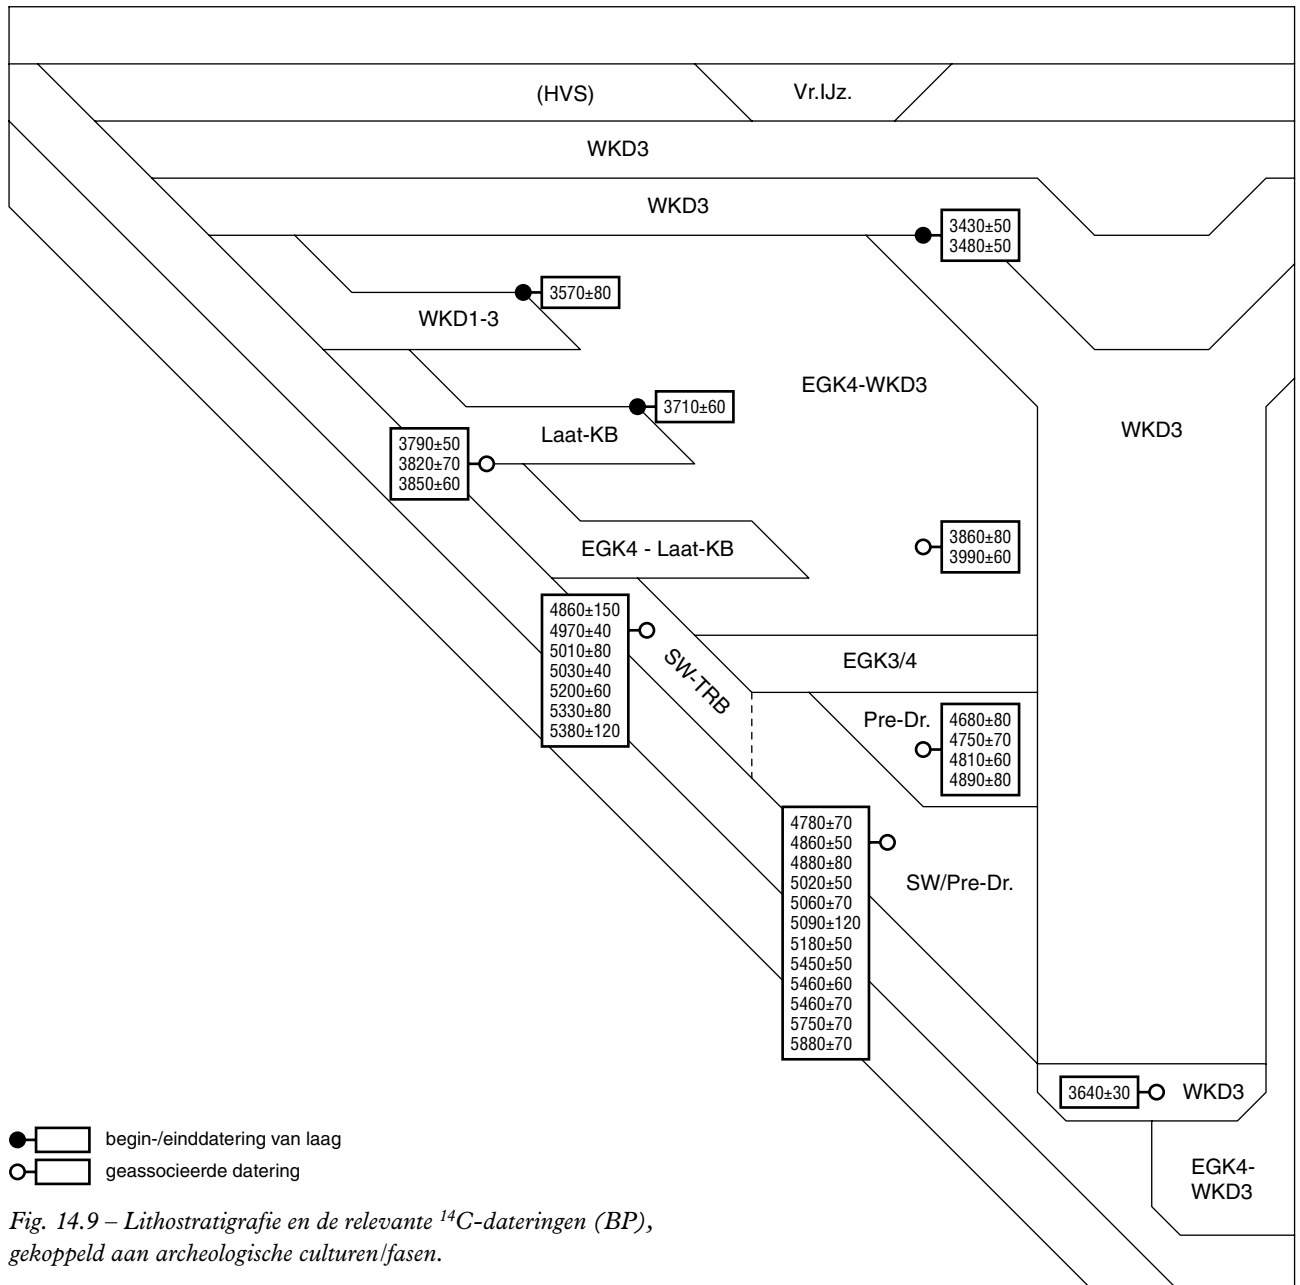 (HVS)
Vr.IJz.
WKD3
WKD3
3430±50
3480±50
3570±80
WKD1-3
EGK4-WKD3
3710±60
WKD3
Laat-KB
3790±50
3820±70
3850±60
3860±80
3990±60
EGK4 - Laat-KB
4860±150
4970±40
5010±80
5030±40
5200±60
5330±80
5380±120
SW-TRB
EGK3/4
Pre-Dr.
4680±80
4750±70
4810±60
4890±80
4780±70
4860±50
4880±80
5020±50
5060±70
5090±120
5180±50
5450±50
5460±60
5460±70
5750±70
5880±70
SW/Pre-Dr.
3640±30
WKD3
EGK4-
WKD3
begin-/einddatering van laag
geassocieerde datering
Fig. 14.9 – Lithostratigrafie en de relevante ¹⁴C-dateringen (BP),
gekoppeld aan archeologische culturen/fasen.